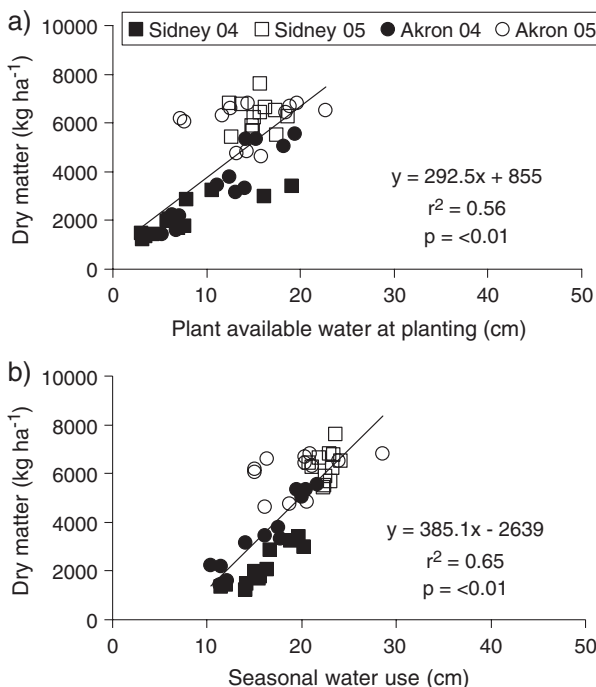 a)
■ Sidney 04 □ Sidney 05 ● Akron 04 ○ Akron 05
Dry matter (kg ha⁻¹)
10000
8000
6000
4000
2000
0
y = 292.5x + 855
r² = 0.56
p = <0.01
0 10 20 30 40 50
Plant available water at planting (cm)
b)
Dry matter (kg ha⁻¹)
10000
8000
6000
4000
2000
0
y = 385.1x - 2639
r² = 0.65
p = <0.01
0 10 20 30 40 50
Seasonal water use (cm)